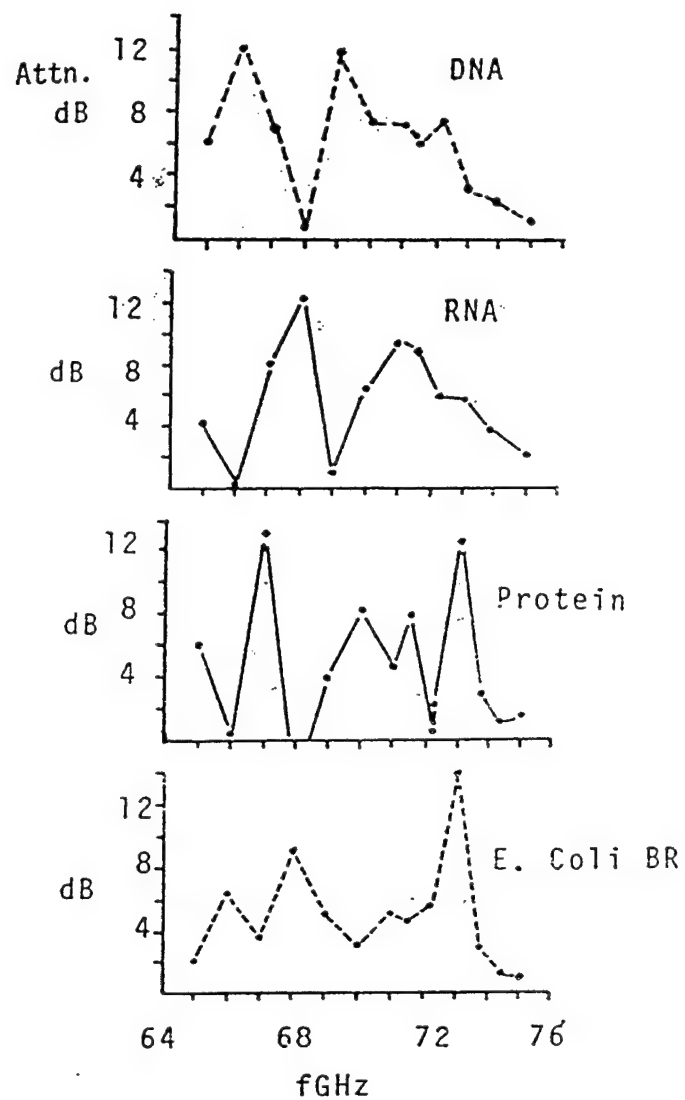 12
DNA
Attn.
dB 8
4
12
RNA
dB 8
4
12
Protein
8
dB
4
12
E. Coli BR
8
dB
4
64 68 72 76
fGHz